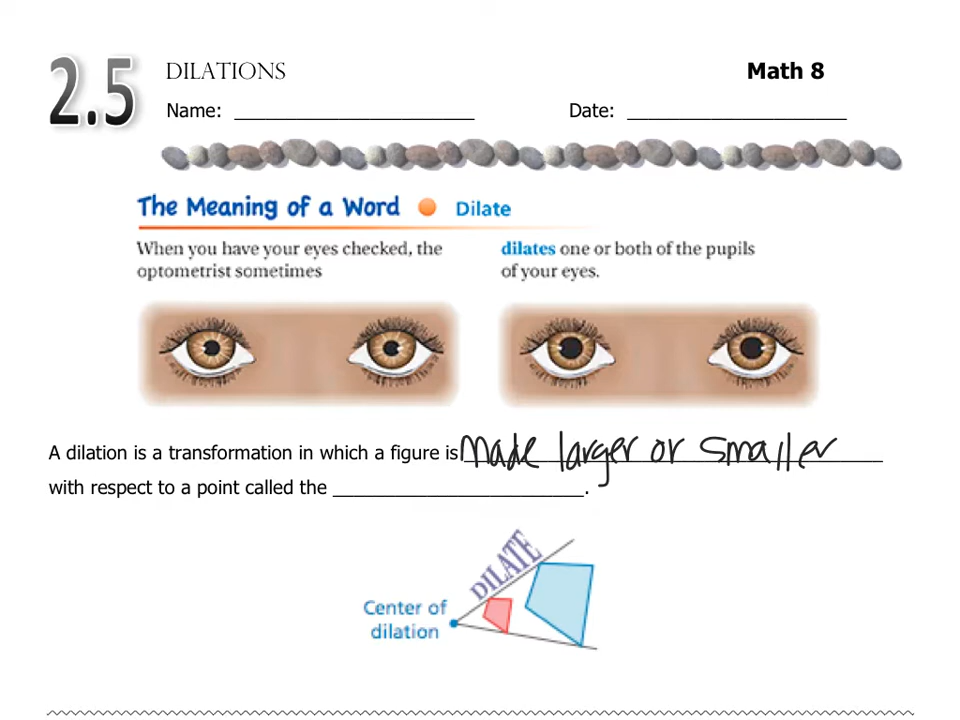 2.5 DILATIONS Math 8
Name: ________________________ Date: ______________________
The Meaning of a Word Dilate
When you have your eyes checked, the
optometrist sometimes
dilates one or both of the pupils
of your eyes.
A dilation is a transformation in which a figure is made larger or smaller
with respect to a point called the _________________________.
DILATE
Center of
dilation